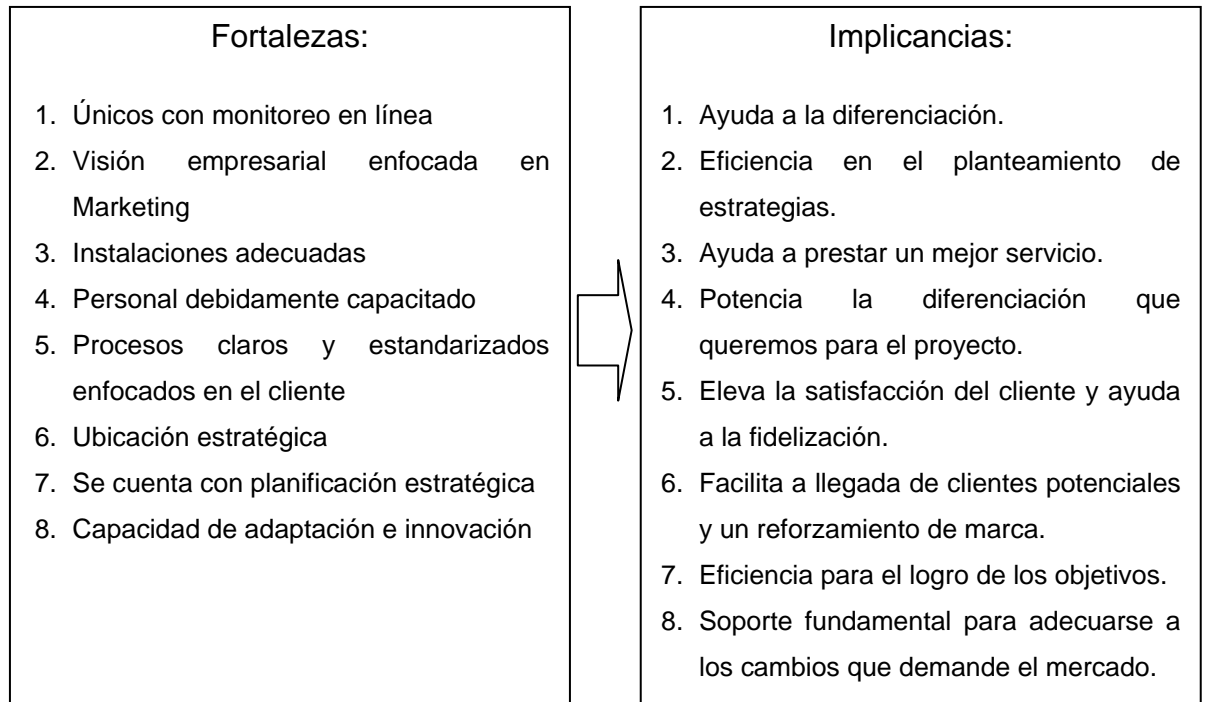 Fortalezas:
1. Únicos con monitoreo en línea
2. Visión empresarial enfocada en
Marketing
3. Instalaciones adecuadas
4. Personal debidamente capacitado
5. Procesos claros y estandarizados
enfocados en el cliente
6. Ubicación estratégica
7. Se cuenta con planificación estratégica
8. Capacidad de adaptación e innovación
Implicancias:
1. Ayuda a la diferenciación.
2. Eficiencia en el planteamiento de
estrategias.
3. Ayuda a prestar un mejor servicio.
4. Potencia la diferenciación que
queremos para el proyecto.
5. Eleva la satisfacción del cliente y ayuda
a la fidelización.
6. Facilita a llegada de clientes potenciales
y un reforzamiento de marca.
7. Eficiencia para el logro de los objetivos.
8. Soporte fundamental para adecuarse a
los cambios que demande el mercado.